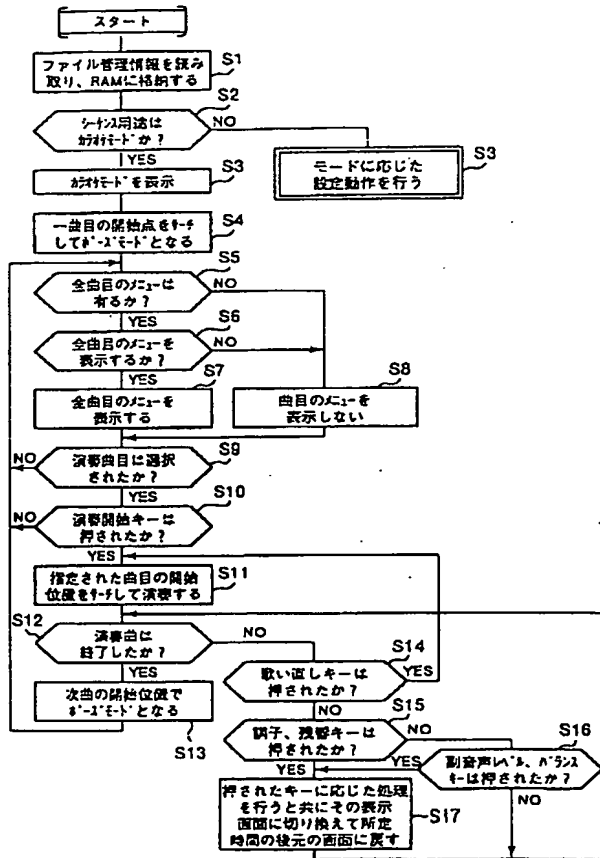 スタート
ファイル管理情報を読み
取り、RAMに格納する
S1
S2
シーケンス用途は
カラオケモードか?
NO
YES
カラオケモードを表示
S3
モードに応じた
設定動作を行う
S3
一曲目の開始点をサーチ
してポーズモードとなる
S4
S5
全曲目のメニューは
有るか?
NO
YES
S6
全曲目のメニューを
表示するか?
NO
YES
S7
全曲目のメニューを
表示する
S8
曲目のメニューを
表示しない
S9
NO
演奏曲目は選択
されたか?
YES
S10
NO
演奏開始キーは
押されたか?
YES
指定された曲目の開始
位置をサーチして演奏する
S11
S12
演奏曲は
終了したか?
NO
YES
次曲の開始位置で
ポーズモードとなる
S13
S14
歌い直しキーは
押されたか?
YES
NO
S15
調子、残響キーは
押されたか?
NO
YES
S16
副音声レベル、バランス
キーは押されたか?
YES
NO
押されたキーに応じた処理
を行うと共にその表示
画面に切り換えて所定
時間の後元の画面に戻す
S17